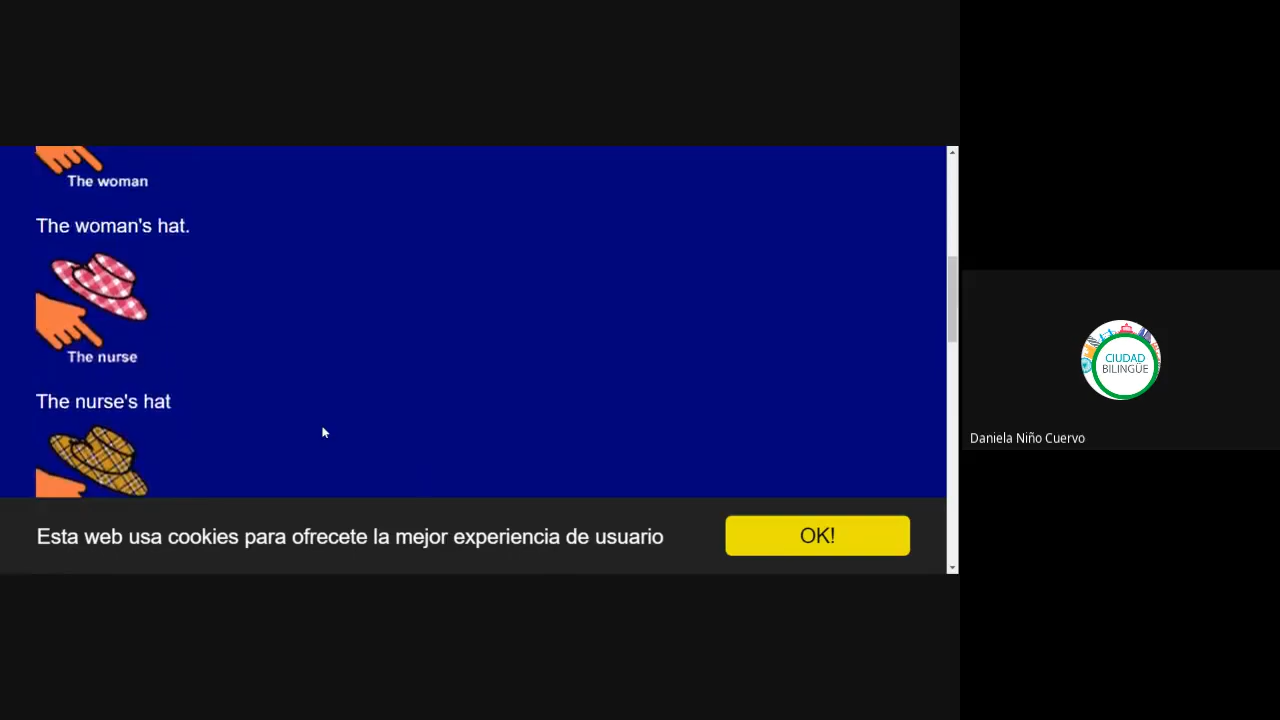 The woman
The woman's hat.
The nurse
The nurse's hat
Esta web usa cookies para ofrecete la mejor experiencia de usuario
OK!
CIUDAD
BILINGÜE
Daniela Niño Cuervo